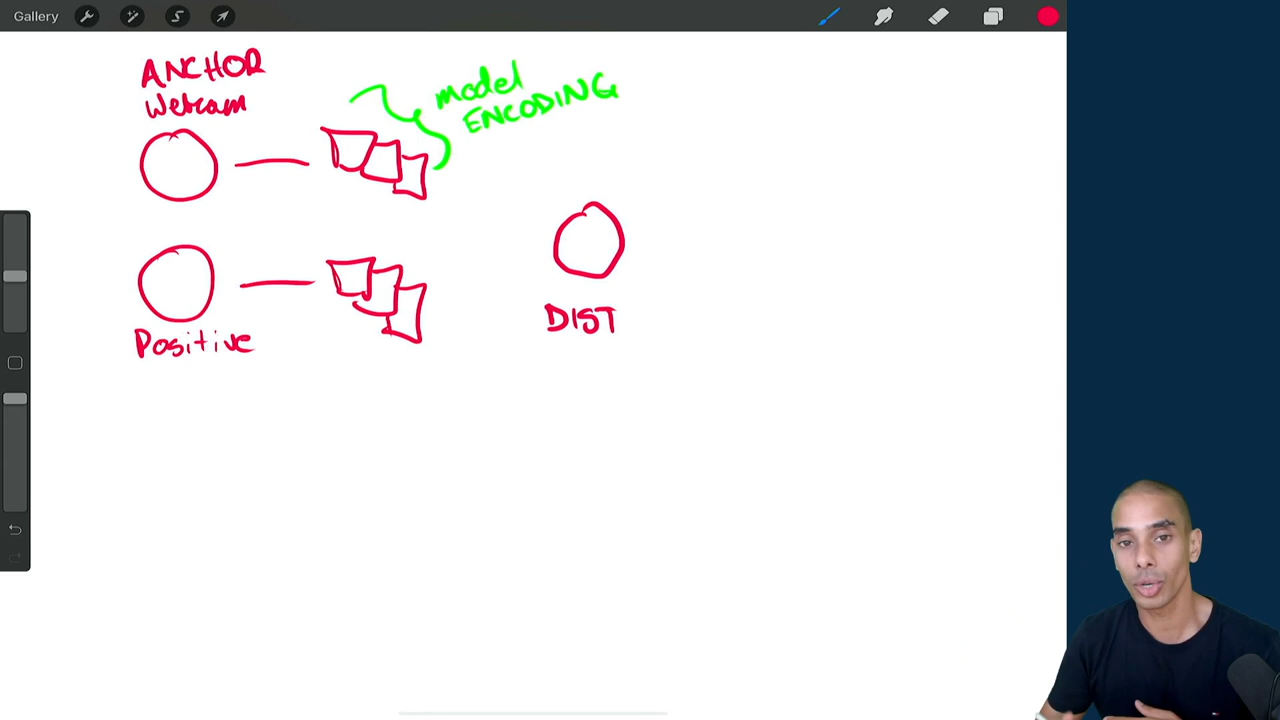 Gallery
ANCHOR
Webcam
model
ENCODING
Positive
DIST